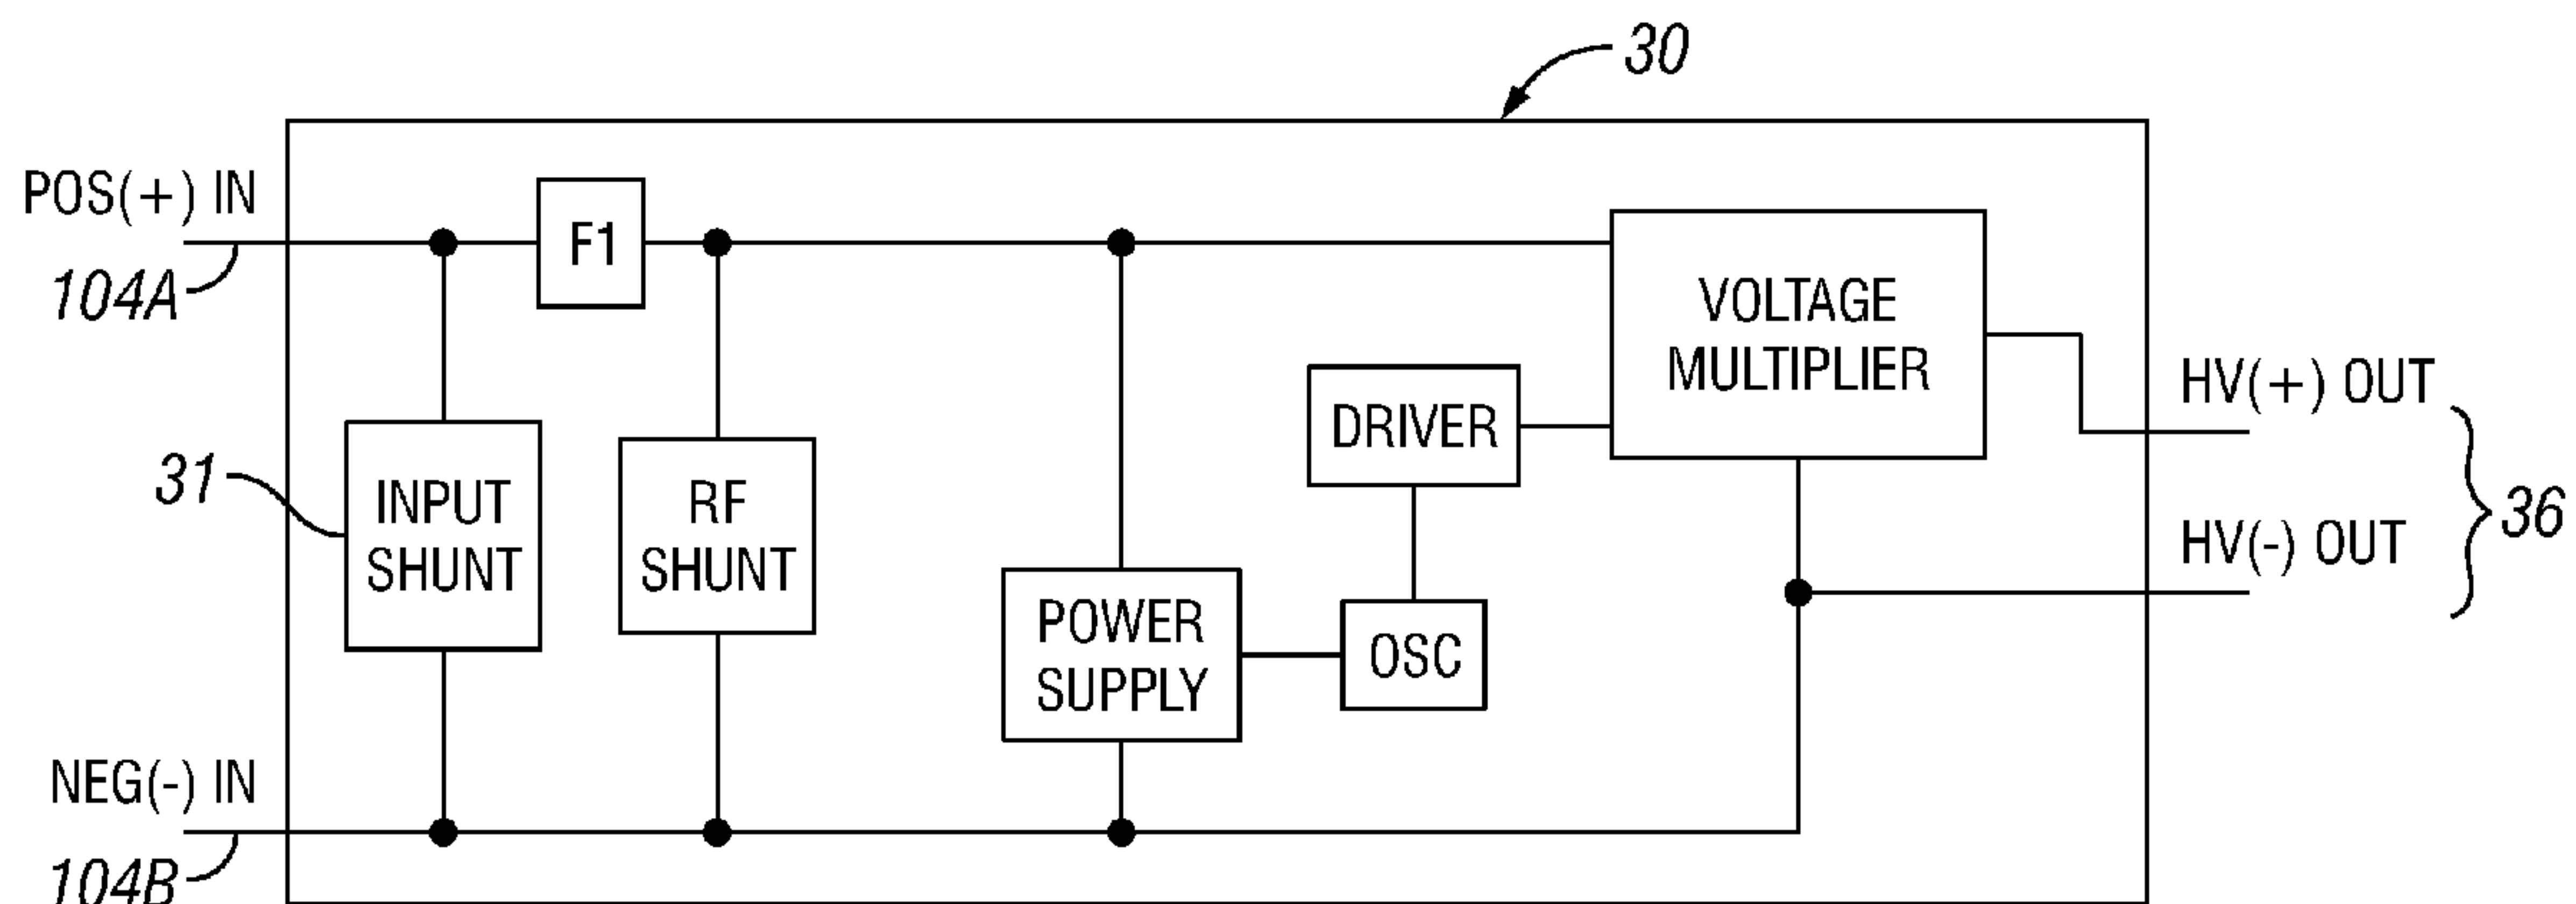 30
POS(+) IN
F1
104A
VOLTAGE
MULTIPLIER
HV(+) OUT
DRIVER
31
INPUT
SHUNT
RF
SHUNT
36
HV(-) OUT
POWER
SUPPLY
OSC
NEG(-) IN
104B